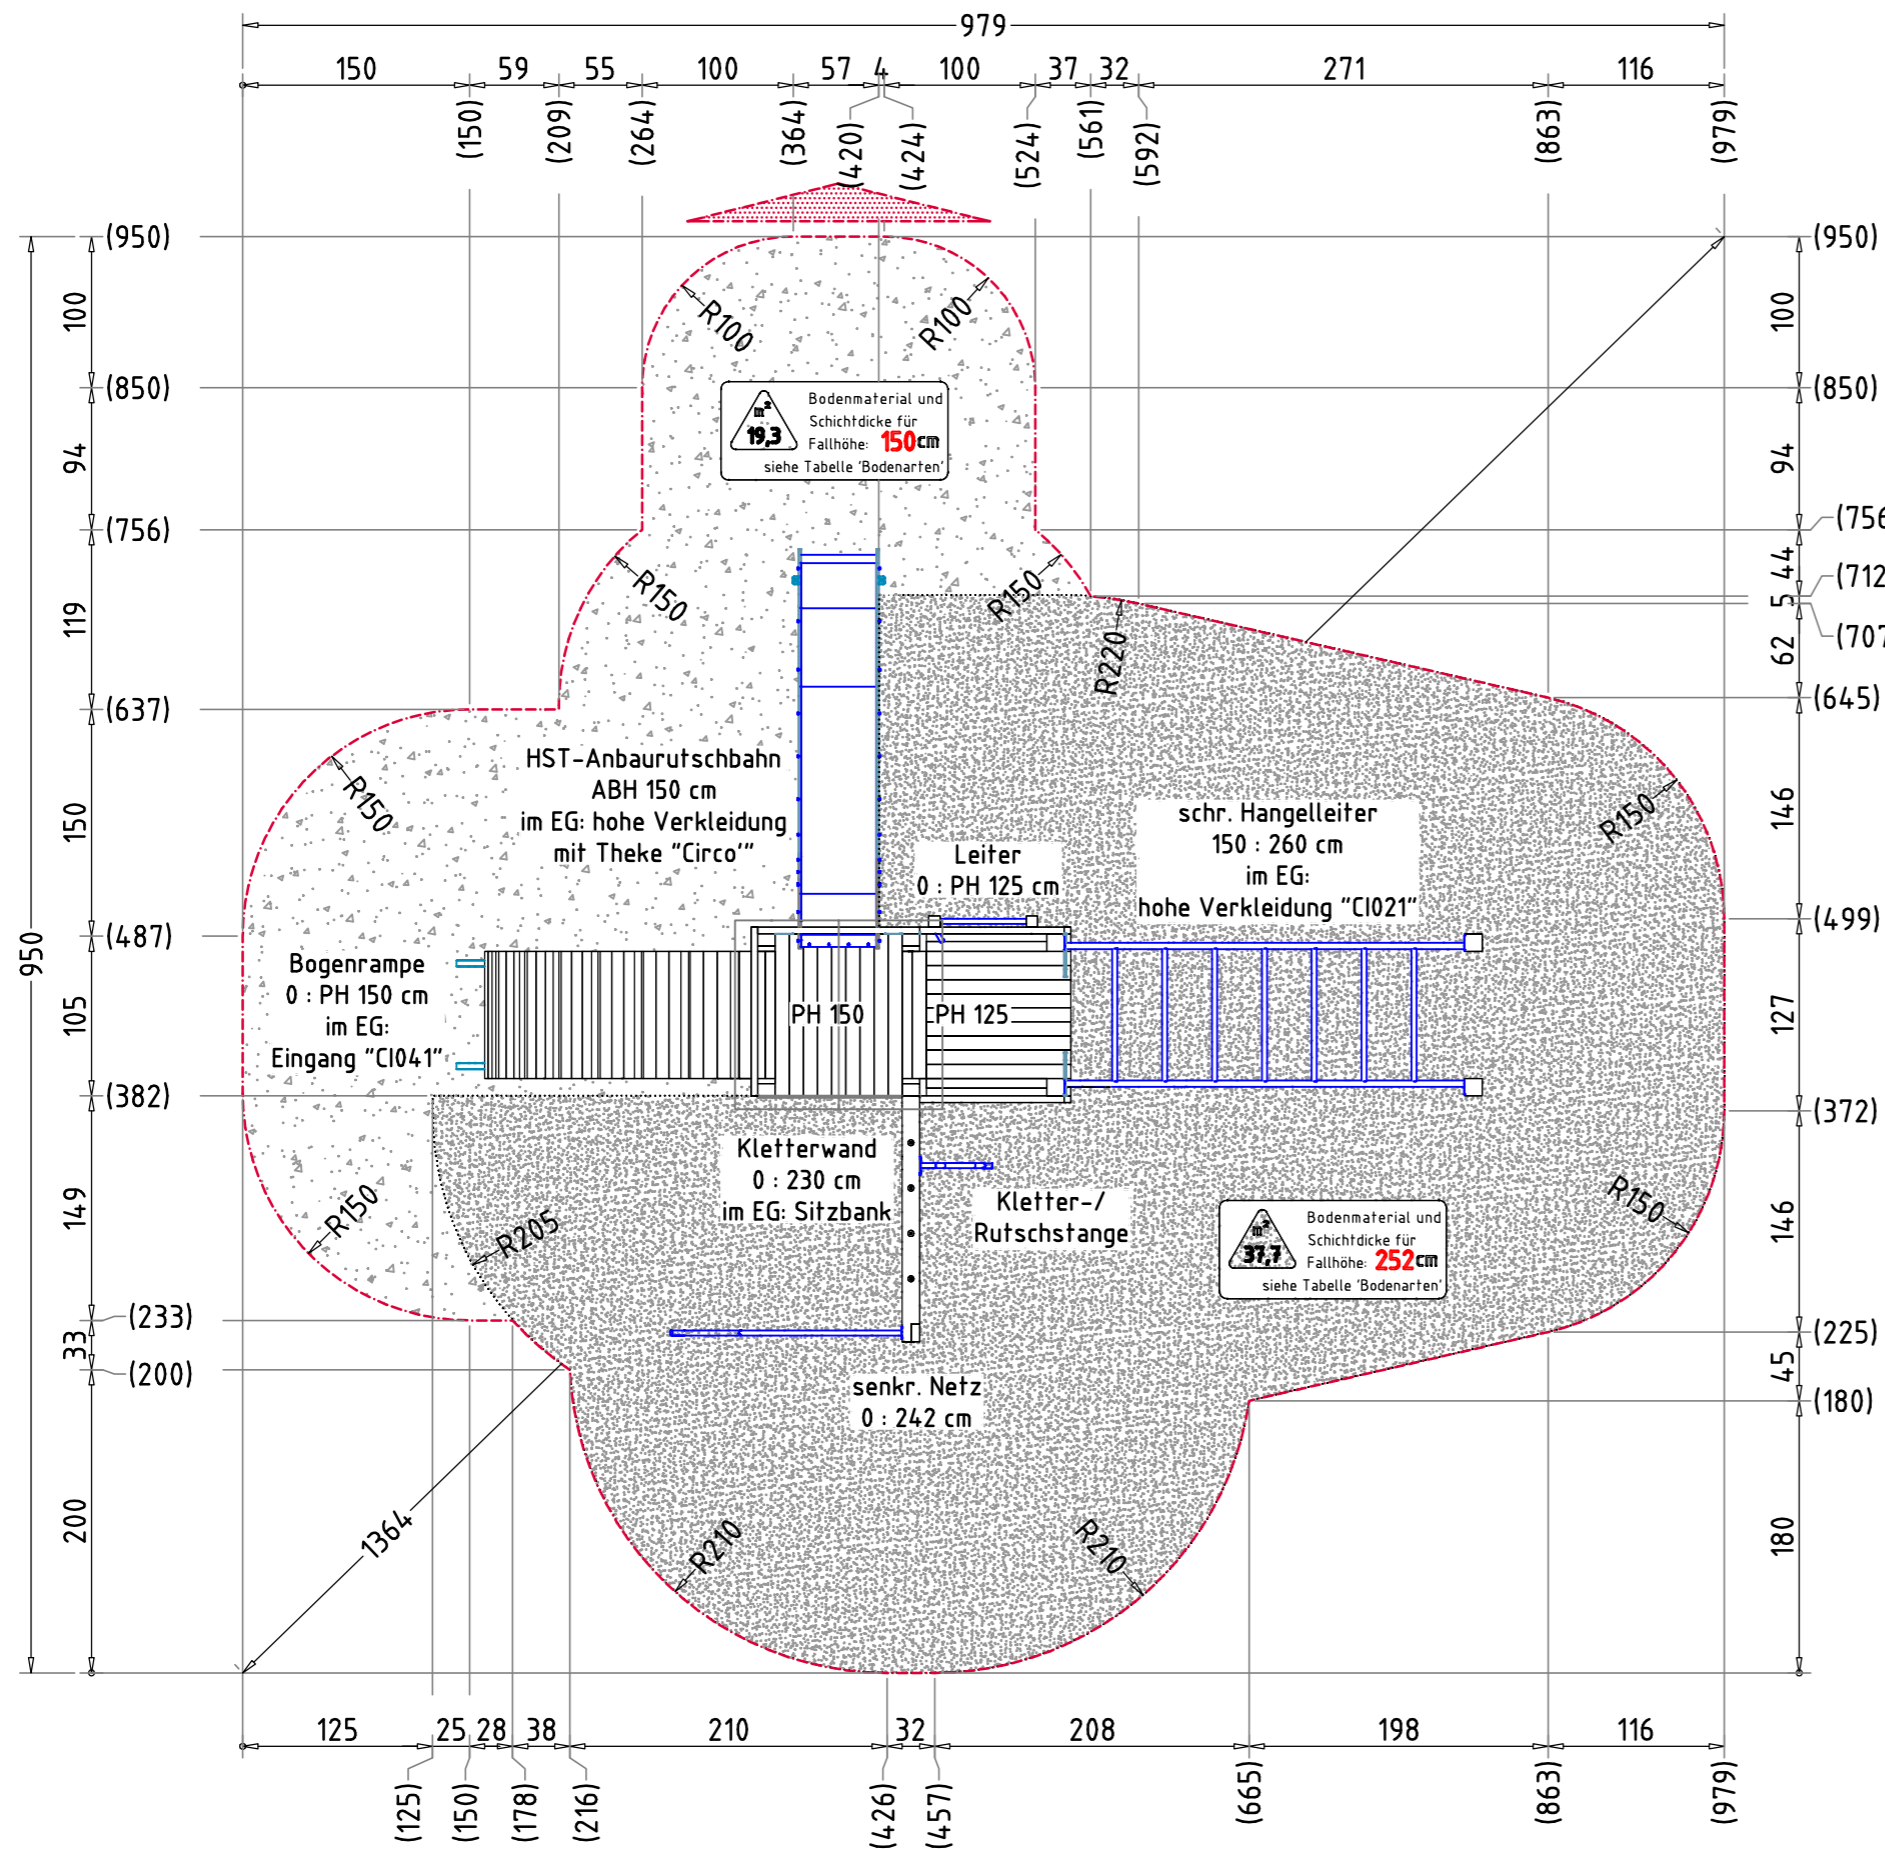 979
150 59 55 100 57 4 100 37 32 271 116
(150) (209) (264) (364) (420) (424) (524) (561) (592) (863) (979)
(950) (950)
100 100
R100 R100
(850) (850)
Bodenmaterial und
Schichtdicke für
Fallhöhe: 150cm
siehe Tabelle 'Bodenarten'
m²
19,3
94 94
(756) (756
44
(712
5
(707
R150 R150
119
R220
62
(637) (645)
HST-Anbaurutschbahn
ABH 150 cm
im EG: hohe Verkleidung
mit Theke "Circo'"
R150 R150
schr. Hangelleiter
150 : 260 cm
im EG:
hohe Verkleidung "CI021"
Leiter
0 : PH 125 cm
150 146
(487) (499)
950
Bogenrampe
0 : PH 150 cm
im EG:
Eingang "CI041"
PH 150 PH 125
105 127
(382) (372)
Kletterwand
0 : 230 cm
im EG: Sitzbank
Kletter-/
Rutschstange
149 146
R150 R205 R150
Bodenmaterial und
Schichtdicke für
Fallhöhe: 252cm
siehe Tabelle 'Bodenarten'
m²
37,7
(233) (225)
33 45
(200) (180)
senkr. Netz
0 : 242 cm
200 180
1364
R210 R210
125 25 28 38 210 32 208 198 116
(125) (150) (178) (216) (426) (457) (665) (863) (979)